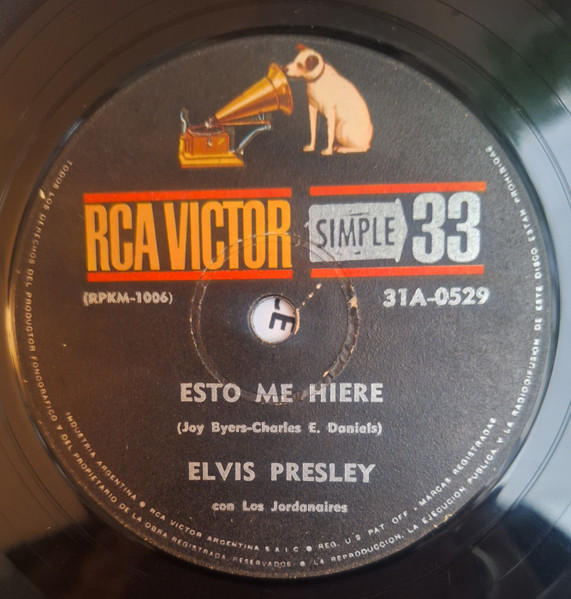 RCA VICTOR
SIMPLE 33
(RPKM-1006)
31A-0529
-E
ESTO ME HIERE
(Joy Byers-Charles E. Daniels)
ELVIS PRESLEY
con Los Jordanaires
TODOS LOS DERECHOS DEL PRODUCTOR FONOGRAFICO Y DEL PROPIETARIO DE LA OBRA REGISTRADA RESERVADOS ● LA REPRODUCCION, LA EJECUCION PUBLICA Y LA RADIODIFUSION DE ESTE DISCO ESTAN PROHIBIDAS
INDUSTRIA ARGENTINA ● RCA VICTOR ARGENTINA S A I C ● REG. U S PAT. OFF - MARCAS REGISTRADAS